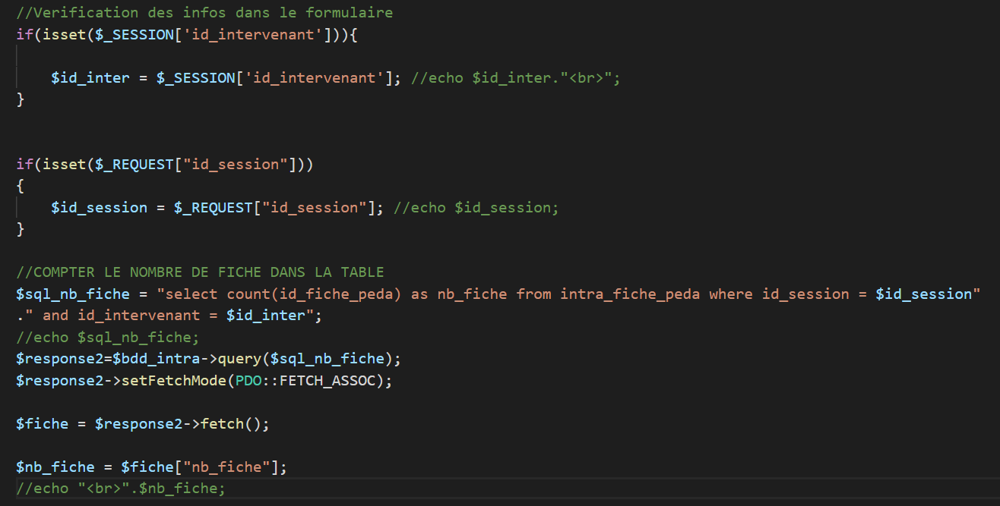 //Verification des infos dans le formulaire
if(isset($_SESSION['id_intervenant'])){
$id_inter = $_SESSION['id_intervenant']; //echo $id_inter."<br>";
}
if(isset($_REQUEST["id_session"]))
{
$id_session = $_REQUEST["id_session"]; //echo $id_session;
}
//COMPTER LE NOMBRE DE FICHE DANS LA TABLE
$sql_nb_fiche = "select count(id_fiche_peda) as nb_fiche from intra_fiche_peda where id_session = $id_session"
." and id_intervenant = $id_inter";
//echo $sql_nb_fiche;
$response2=$bdd_intra->query($sql_nb_fiche);
$response2->setFetchMode(PDO::FETCH_ASSOC);
$fiche = $response2->fetch();
$nb_fiche = $fiche["nb_fiche"];
//echo "<br>".$nb_fiche;